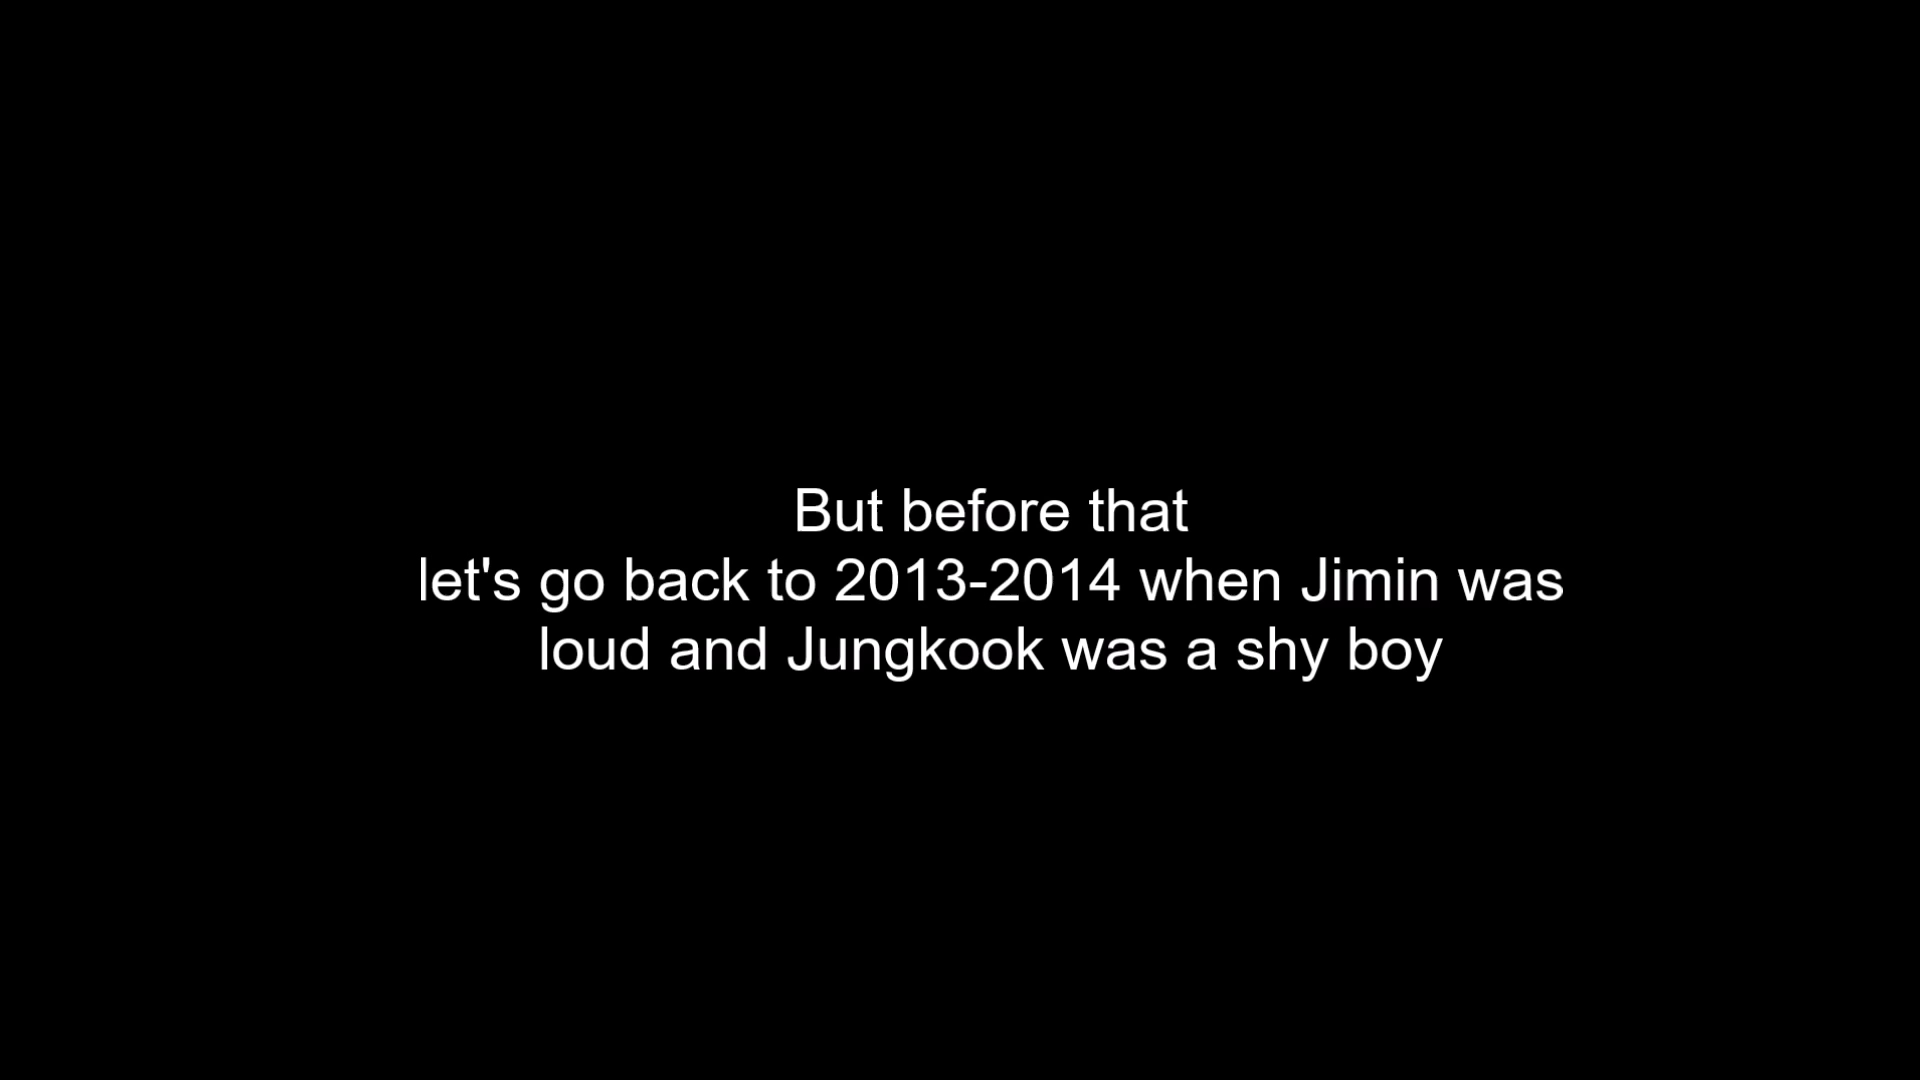 But before that
let's go back to 2013-2014 when Jimin was
loud and Jungkook was a shy boy